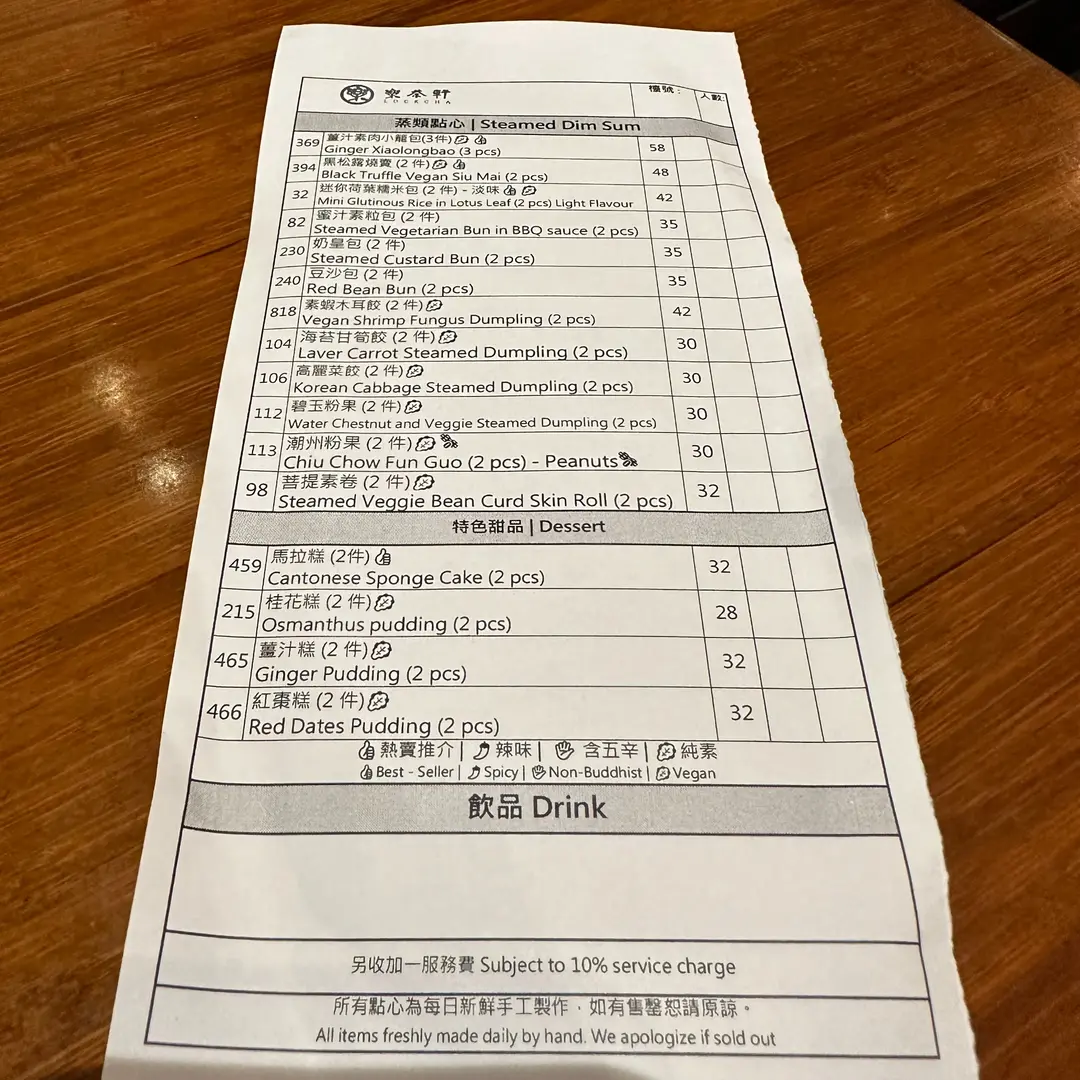 樂茶軒
LOCKCHA
檯號：
人數:
蒸類點心 | Steamed Dim Sum
369 薑汁素肉小籠包(3件)
Ginger Xiaolongbao (3 pcs) 58
394 黑松露燒賣 (2 件)
Black Truffle Vegan Siu Mai (2 pcs) 48
32 迷你荷葉糯米包 (2 件) - 淡味
Mini Glutinous Rice in Lotus Leaf (2 pcs) Light Flavour 42
82 蜜汁素粒包 (2 件)
Steamed Vegetarian Bun in BBQ sauce (2 pcs) 35
230 奶皇包 (2 件)
Steamed Custard Bun (2 pcs) 35
240 豆沙包 (2 件)
Red Bean Bun (2 pcs) 35
818 素蝦木耳餃 (2 件)
Vegan Shrimp Fungus Dumpling (2 pcs) 42
104 海苔甘筍餃 (2 件)
Laver Carrot Steamed Dumpling (2 pcs) 30
106 高麗菜餃 (2 件)
Korean Cabbage Steamed Dumpling (2 pcs) 30
112 碧玉粉果 (2 件)
Water Chestnut and Veggie Steamed Dumpling (2 pcs) 30
113 潮州粉果 (2 件)
Chiu Chow Fun Guo (2 pcs) - Peanuts 30
98 菩提素卷 (2 件)
Steamed Veggie Bean Curd Skin Roll (2 pcs) 32
特色甜品 | Dessert
459 馬拉糕 (2件)
Cantonese Sponge Cake (2 pcs) 32
215 桂花糕 (2 件)
Osmanthus pudding (2 pcs) 28
465 薑汁糕 (2 件)
Ginger Pudding (2 pcs) 32
466 紅棗糕 (2 件)
Red Dates Pudding (2 pcs) 32
熱賣推介 | 辣味 | 含五辛 | 純素
Best - Seller | Spicy | Non-Buddhist | Vegan
飲品 Drink
另收加一服務費 Subject to 10% service charge
所有點心為每日新鮮手工製作，如有售罄恕請原諒。
All items freshly made daily by hand. We apologize if sold out